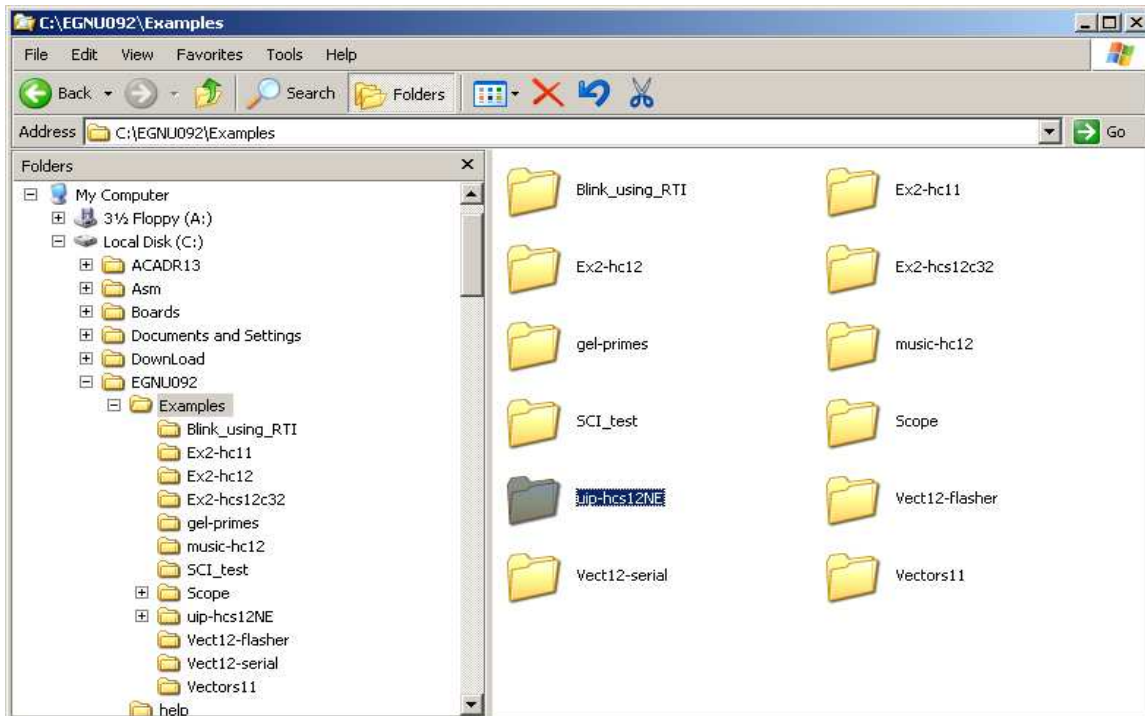 C:\EGNU092\Examples
File Edit View Favorites Tools Help
Back Search Folders
Address C:\EGNU092\Examples Go
Folders
My Computer
3½ Floppy (A:)
Local Disk (C:)
ACADR13
Asm
Boards
Documents and Settings
DownLoad
EGNU092
Examples
Blink_using_RTI
Ex2-hc11
Ex2-hc12
Ex2-hcs12c32
gel-primes
music-hc12
SCI_test
Scope
uip-hcs12NE
Vect12-flasher
Vect12-serial
Vectors11
help
Blink_using_RTI Ex2-hc11
Ex2-hc12 Ex2-hcs12c32
gel-primes music-hc12
SCI_test Scope
uip-hcs12NE Vect12-flasher
Vect12-serial Vectors11